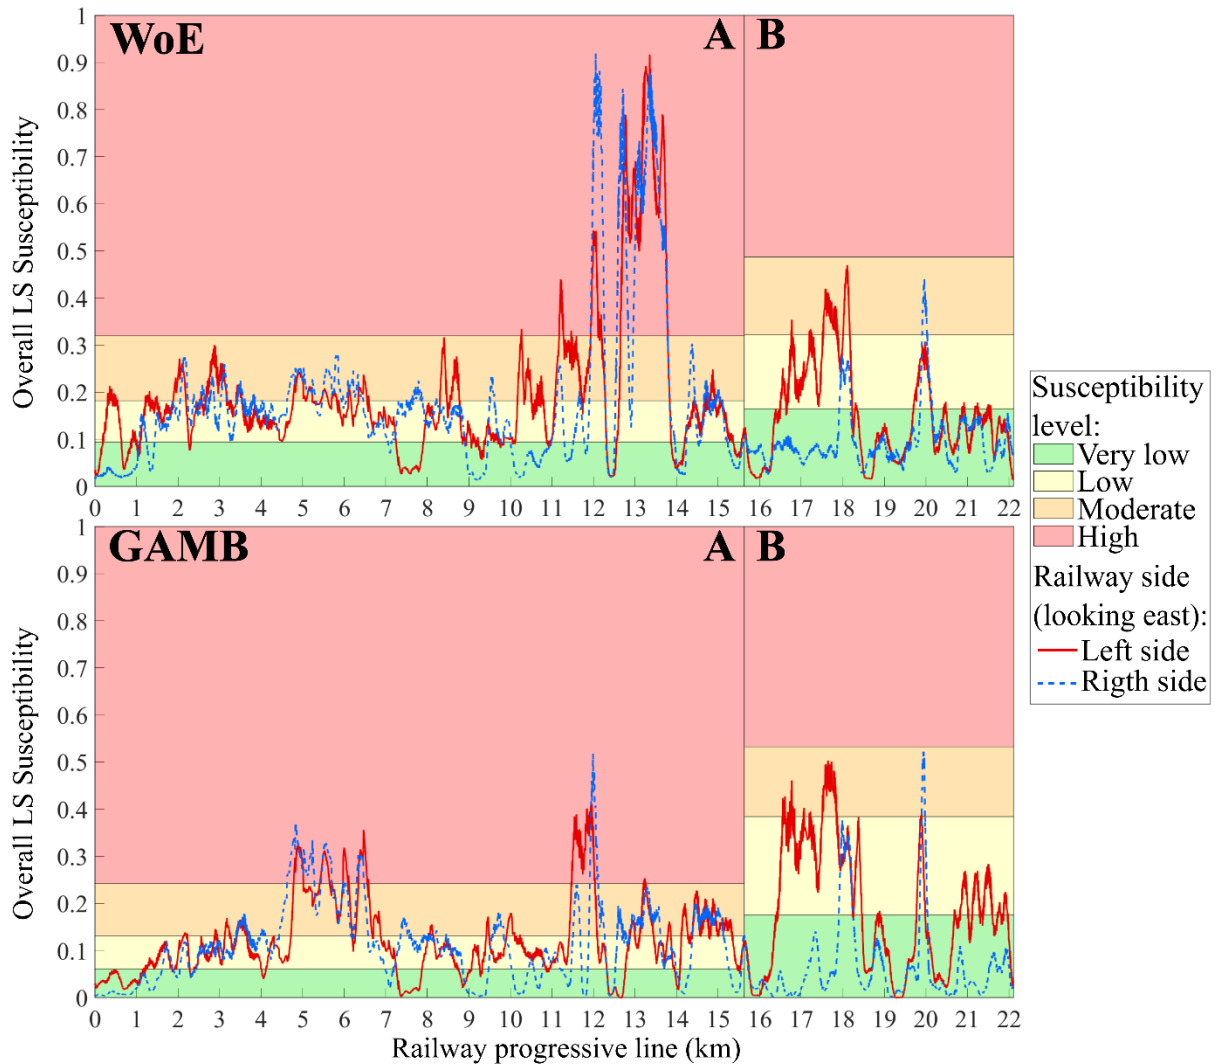 WoE
A
B
Overall LS Susceptibility
1
0.9
0.8
0.7
0.6
0.5
0.4
0.3
0.2
0.1
0
0 1 2 3 4 5 6 7 8 9 10 11 12 13 14 15 16 17 18 19 20 21 22
GAMB
A
B
Overall LS Susceptibility
1
0.9
0.8
0.7
0.6
0.5
0.4
0.3
0.2
0.1
0
0 1 2 3 4 5 6 7 8 9 10 11 12 13 14 15 16 17 18 19 20 21 22
Railway progressive line (km)
Susceptibility
level:
Very low
Low
Moderate
High
Railway side
(looking east):
Left side
Rigth side